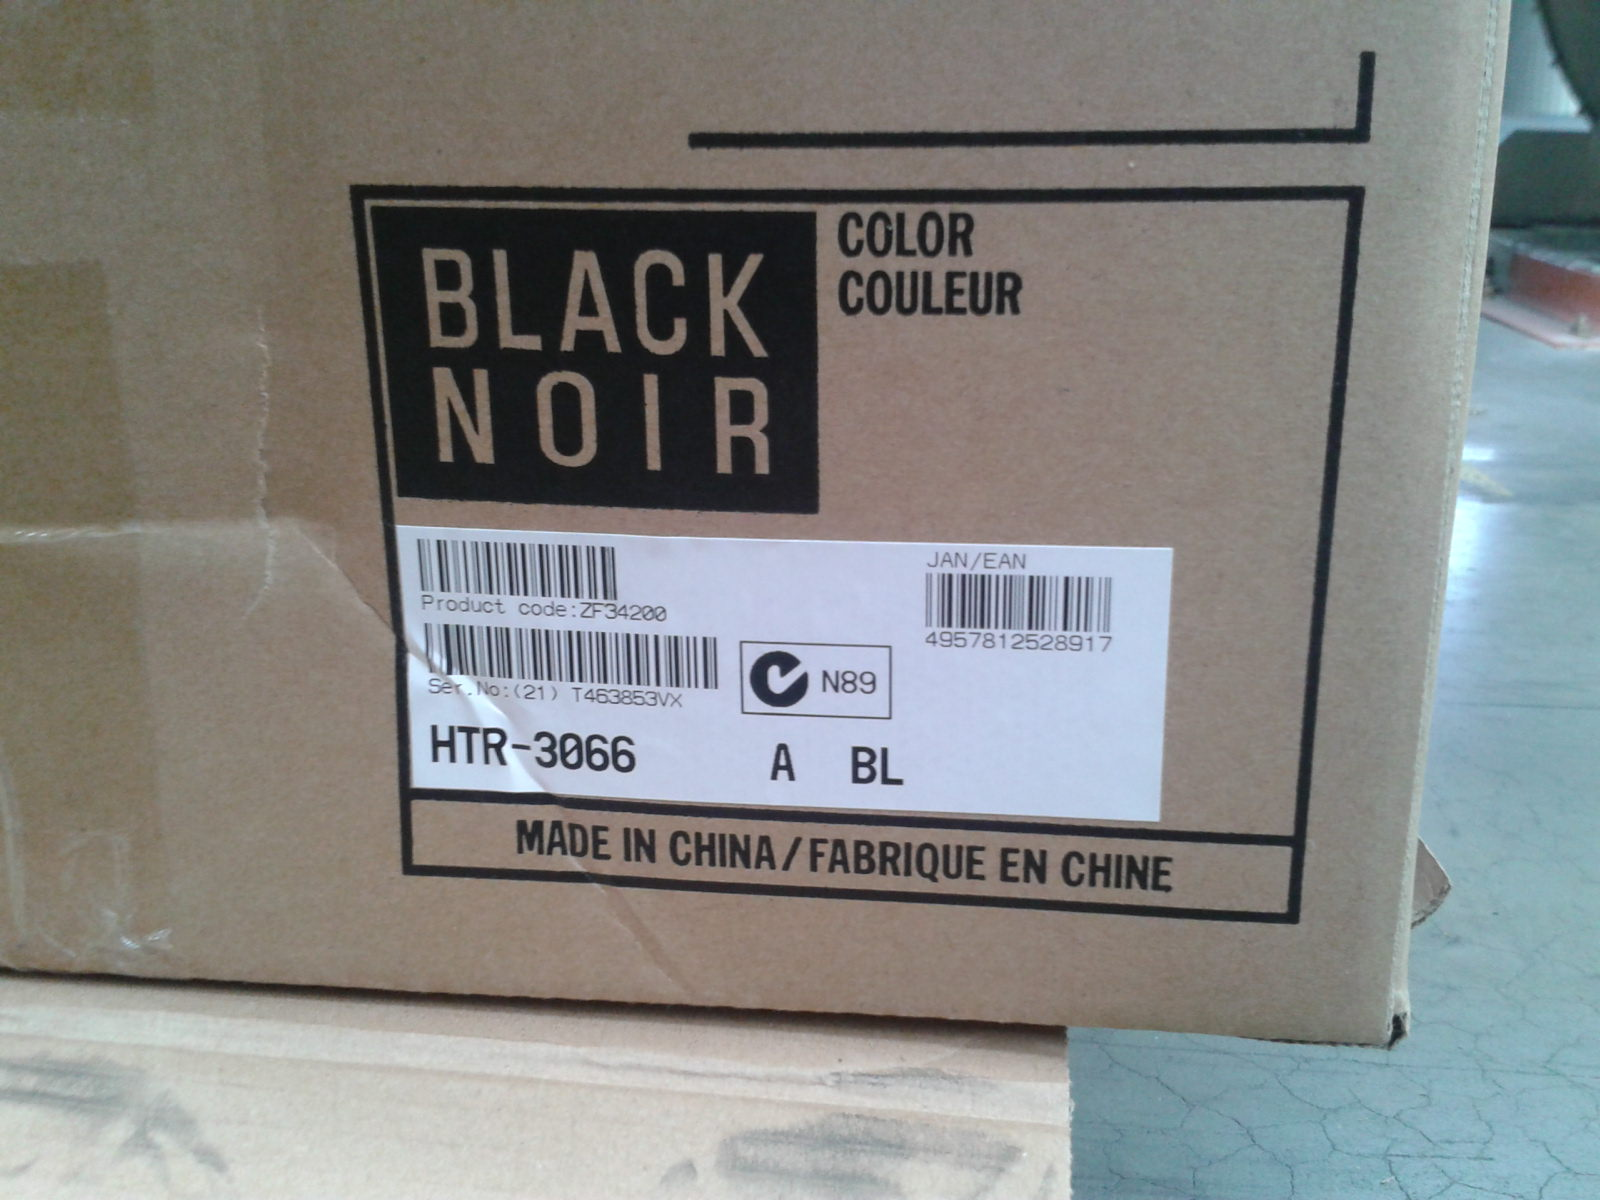 BLACK
NOIR
COLOR
COULEUR
Product code:ZF34200
JAN/EAN
4957812528917
Ser.No:(21) T463853VX
N89
HTR-3066 A BL
MADE IN CHINA/FABRIQUE EN CHINE